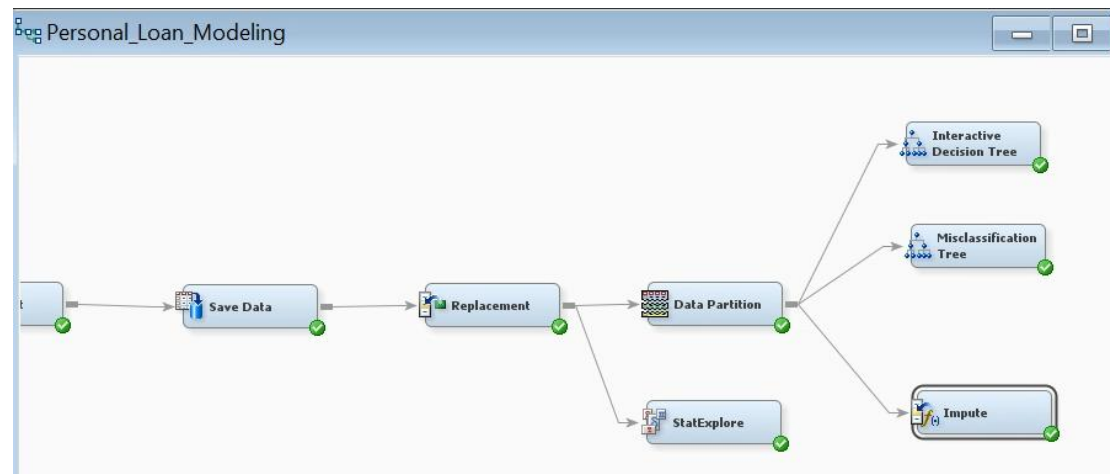 Personal_Loan_Modeling
Interactive
Decision Tree
Misclassification
Tree
t
Save Data
Replacement
Data Partition
StatExplore
Impute